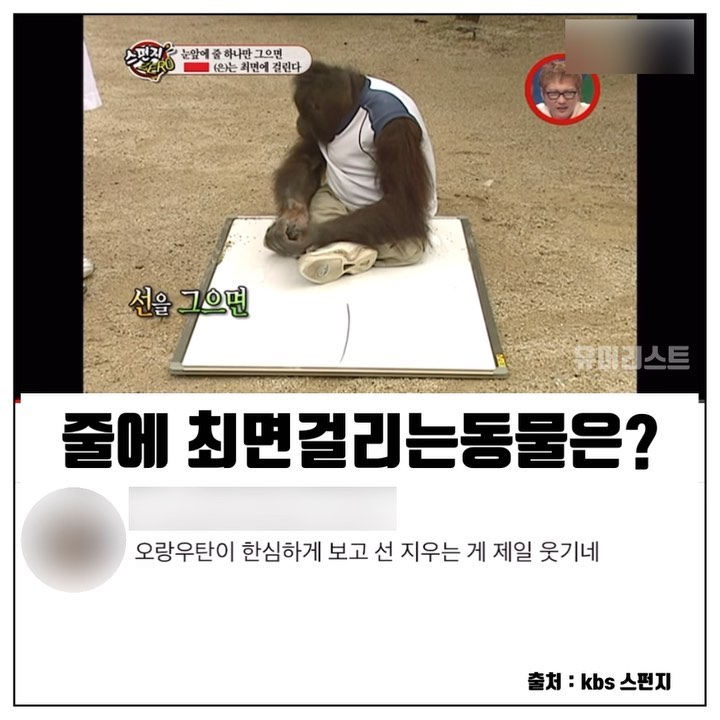 스펀지
ZERO
눈앞에 줄 하나만 그으면
(은)는 최면에 걸린다
선을 그으면
유머리스트
줄에 최면걸리는동물은?
오랑우탄이 한심하게 보고 선 지우는 게 제일 웃기네
출처 : kbs 스펀지